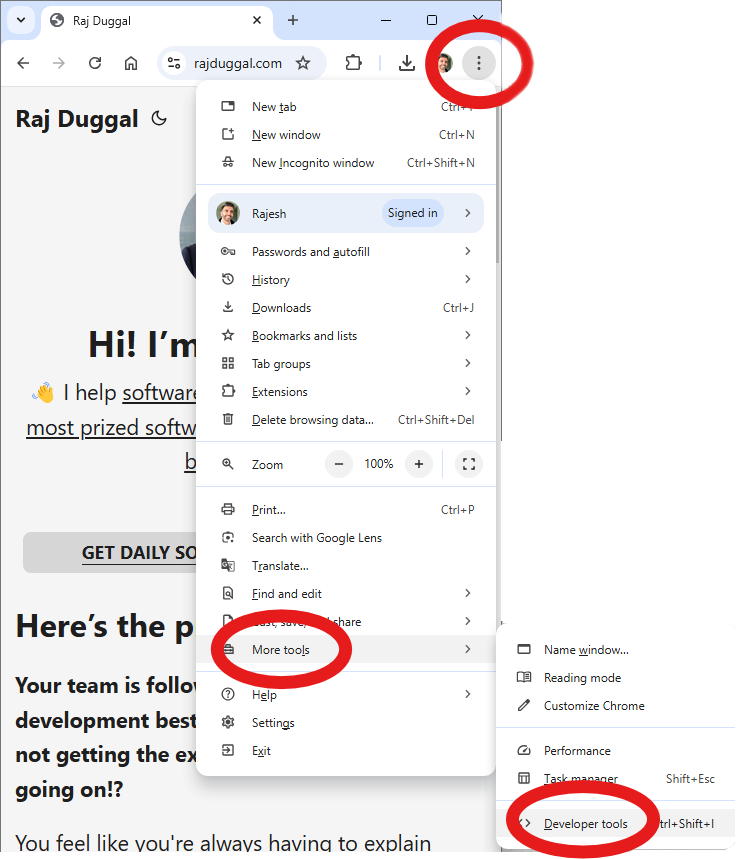 Raj Duggal
rajduggal.com
Raj Duggal
New tab
New window Ctrl+N
New Incognito window Ctrl+Shift+N
Rajesh Signed in
Passwords and autofill
History
Downloads Ctrl+J
Bookmarks and lists
Tab groups
Extensions
Delete browsing data... Ctrl+Shift+Del
Zoom 100%
Print... Ctrl+P
Search with Google Lens
Translate...
Find and edit
share
More tools
Help
Settings
Exit
Name window...
Reading mode
Customize Chrome
Performance
Task manager Shift+Esc
Developer tools trl+Shift+I
Hi! I’m
👋 I help software
most prized softw
b
GET DAILY SO
Here’s the p
Your team is follow
development best
not getting the ex
going on!?
You feel like you're always having to explain